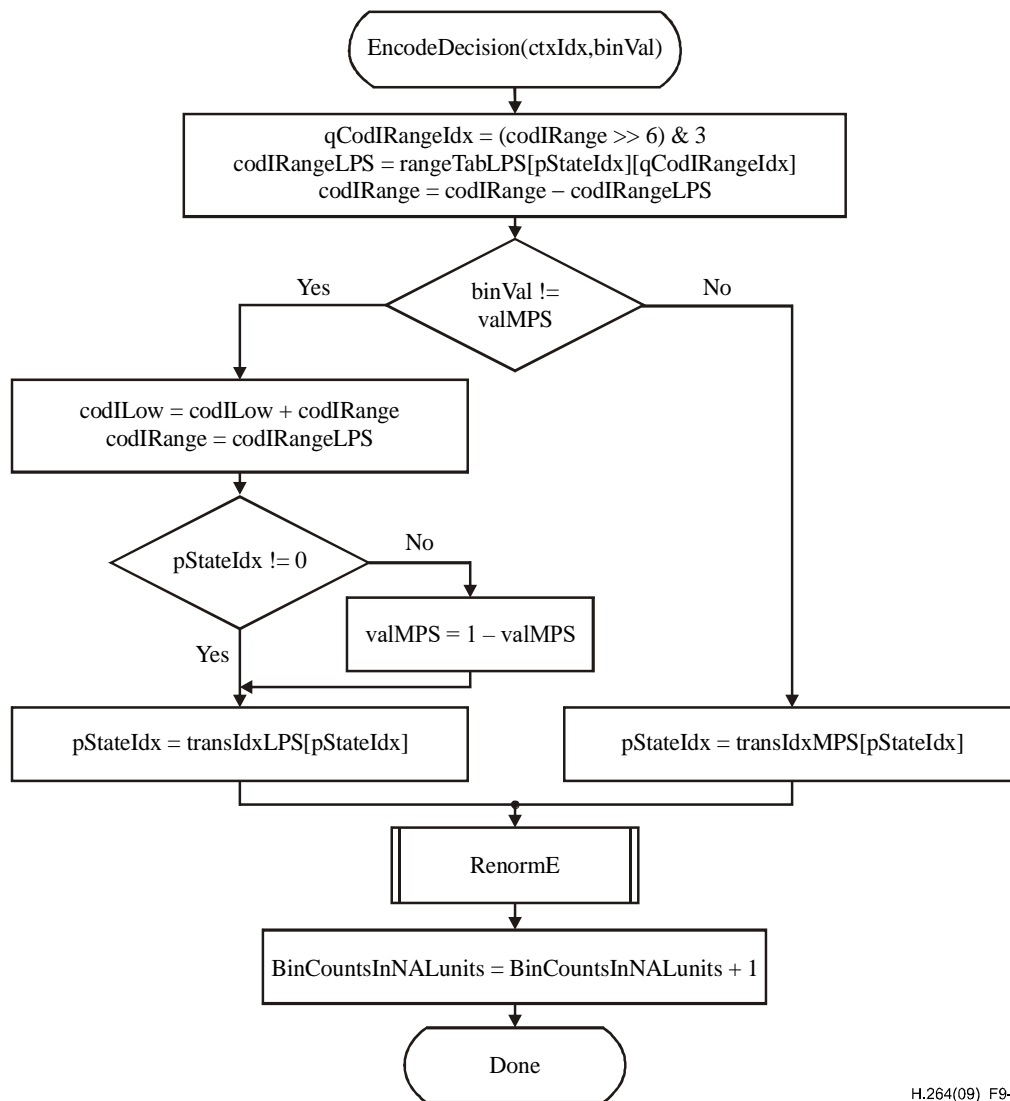 EncodeDecision(ctxIdx,binVal)
qCodIRangeIdx = (codIRange >> 6) & 3
codIRangeLPS = rangeTabLPS[pStateIdx][qCodIRangeIdx]
codIRange = codIRange – codIRangeLPS
Yes
binVal !=
valMPS
No
codILow = codILow + codIRange
codIRange = codIRangeLPS
pStateIdx != 0
No
valMPS = 1 – valMPS
Yes
pStateIdx = transIdxLPS[pStateIdx]
pStateIdx = transIdxMPS[pStateIdx]
RenormE
BinCountsInNALunits = BinCountsInNALunits + 1
Done
H.264(09)_F9-